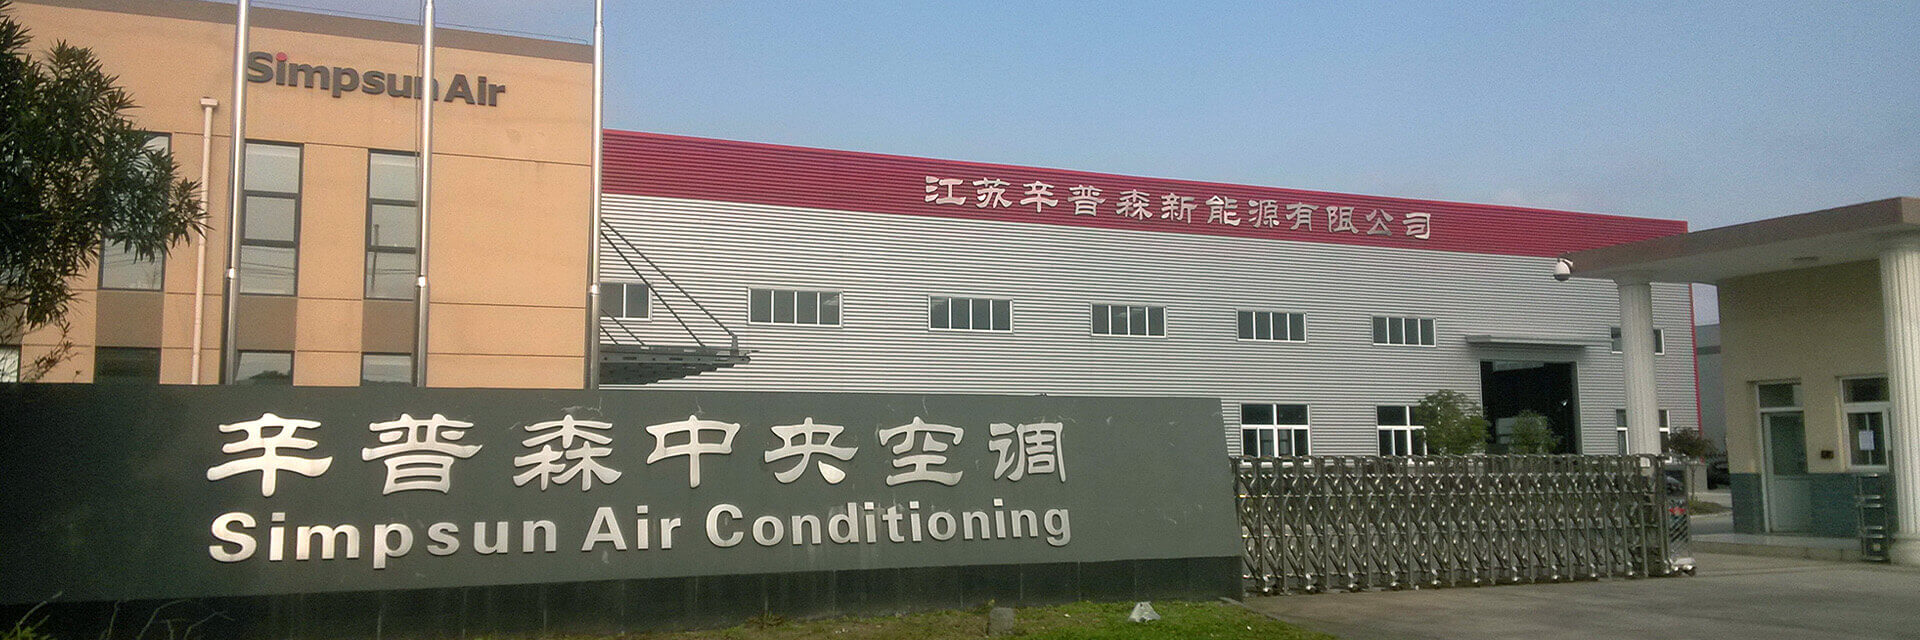 Simpsun Air
江苏辛普森新能源有限公司
辛普森中央空调
Simpsun Air Conditioning